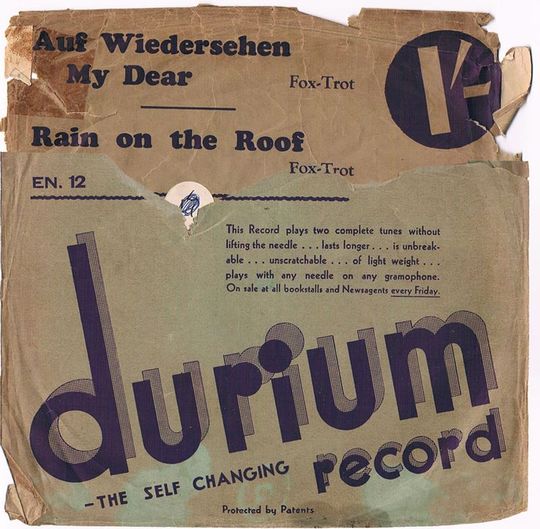 Auf Wiedersehen
My Dear
Fox-Trot
1/-
Rain on the Roof
Fox-Trot
EN. 12
This Record plays two complete tunes without
lifting the needle . . . lasts longer . . . is unbreak-
able . . . unscratchable . . . of light weight . . .
plays with any needle on any gramophone.
On sale at all bookstalls and Newsagents every Friday.
durium
-THE SELF CHANGING record
Protected by Patents